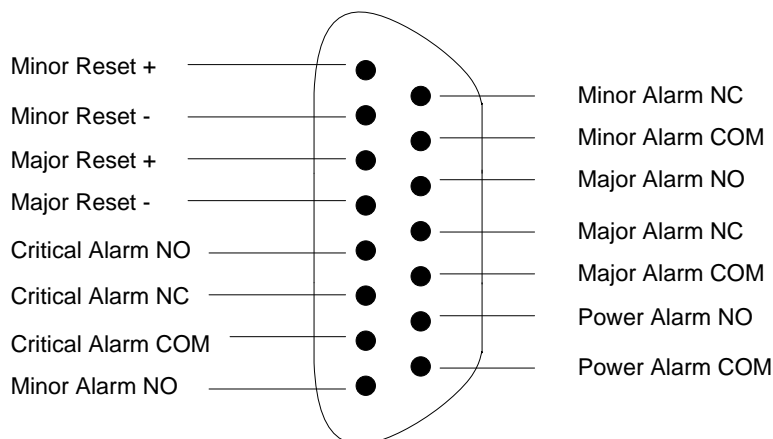 Minor Reset +
Minor Reset -
Major Reset +
Major Reset -
Critical Alarm NO
Critical Alarm NC
Critical Alarm COM
Minor Alarm NO
Minor Alarm NC
Minor Alarm COM
Major Alarm NO
Major Alarm NC
Major Alarm COM
Power Alarm NO
Power Alarm COM